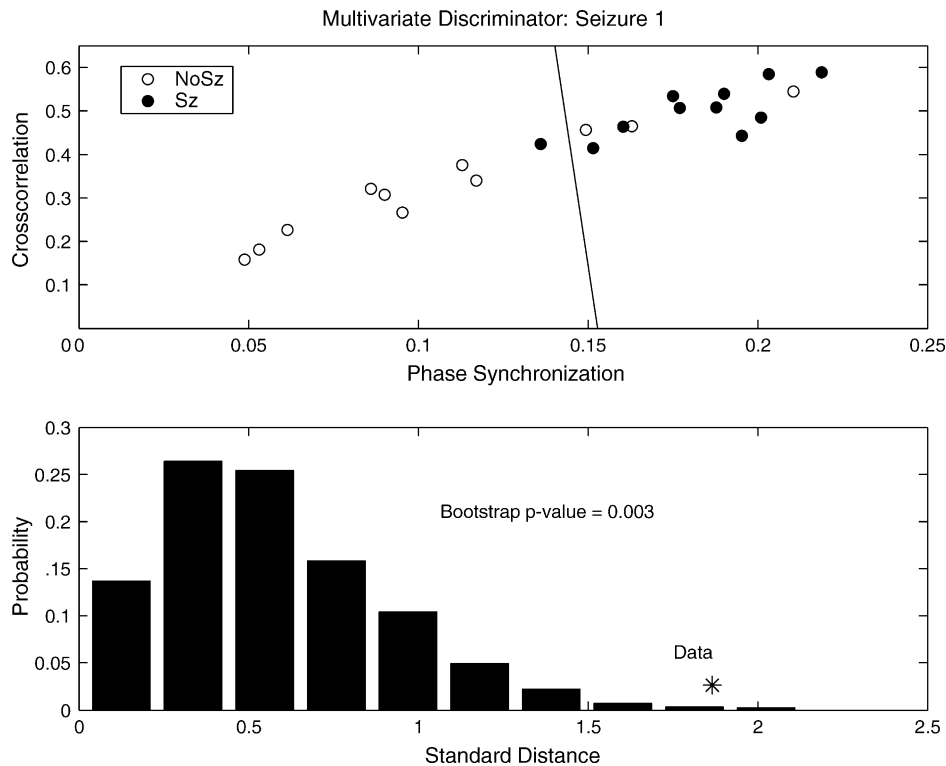 Multivariate Discriminator: Seizure 1
0.6
0.5
0.4
0.3
0.2
0.1
0
Crosscorrelation
NoSz
Sz
0 0.05 0.1 0.15 0.2 0.25
Phase Synchronization
0.3
0.25
0.2
.15
0.1
0.05
0
Probability
Bootstrap p-value = 0.003
Data
0 0.5 1 1.5 2 2.5
Standard Distance